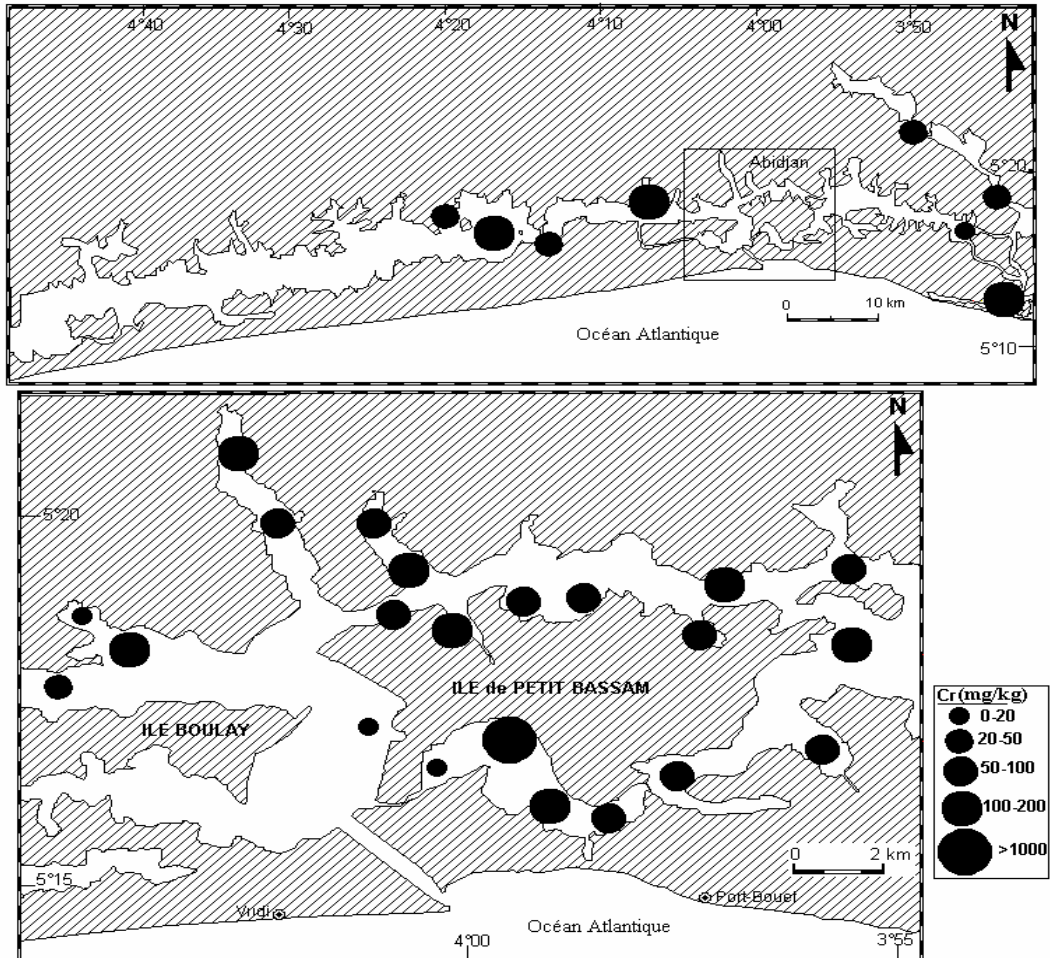 4°40
4°30
4°20
4°10
4°00
3°50
N
Abidjan
5°20
0 10 km
Océan Atlantique
5°10
N
5°20
ILE de PETIT BASSAM
ILE BOULAY
Cr(mg/kg)
0-20
20-50
50-100
100-200
>1000
0 2 km
5°15
Vridi
Port-Bouet
Océan Atlantique
4°00
3°55